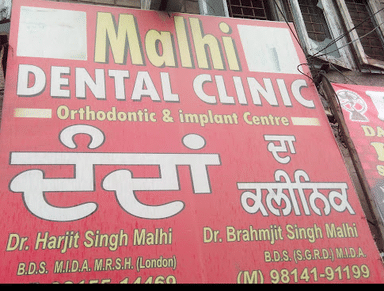 Malhi
DENTAL CLINIC
Orthodontic & implant Centre
ਦੰਦਾਂ ਦਾ
ਕਲੀਨਿਕ
Dr. Harjit Singh Malhi
B.D.S. M.I.D.A. M.R.S.H. (London)
Dr. Brahmjit Singh Malhi
B.D.S. (S.G.R.D.) M.I.D.A.
(M) 98141-91199